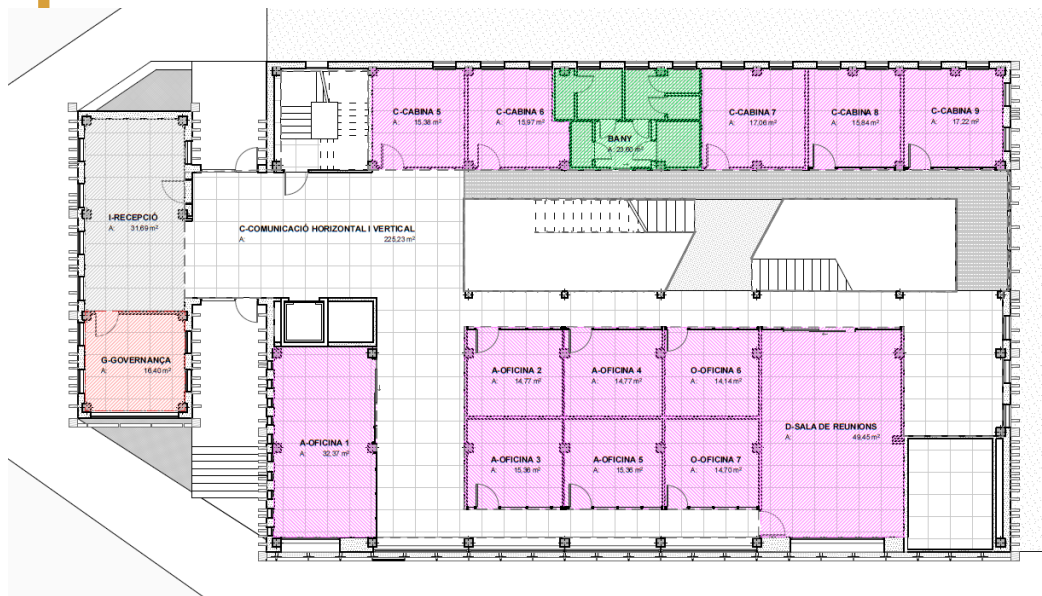 C-CABINA 5
A: 15,38 m²
C-CABINA 6
A: 15,97 m²
BANY
A: 23,60 m²
C-CABINA 7
A: 17,06 m²
C-CABINA 8
A: 15,84 m²
C-CABINA 9
A: 17,22 m²
I-RECEPCIÓ
A: 31,69 m²
C-COMUNICACIÓ HORIZONTAL I VERTICAL
A: 225,23 m²
G-GOVERNANÇA
A: 16,40 m²
A-OFICINA 2
A: 14,77 m²
A-OFICINA 4
A: 14,77 m²
O-OFICINA 6
A: 14,14 m²
A-OFICINA 1
A: 32,37 m²
D-SALA DE REUNIONS
A: 49,45 m²
A-OFICINA 3
A: 15,36 m²
A-OFICINA 5
A: 15,36 m²
O-OFICINA 7
A: 14,70 m²